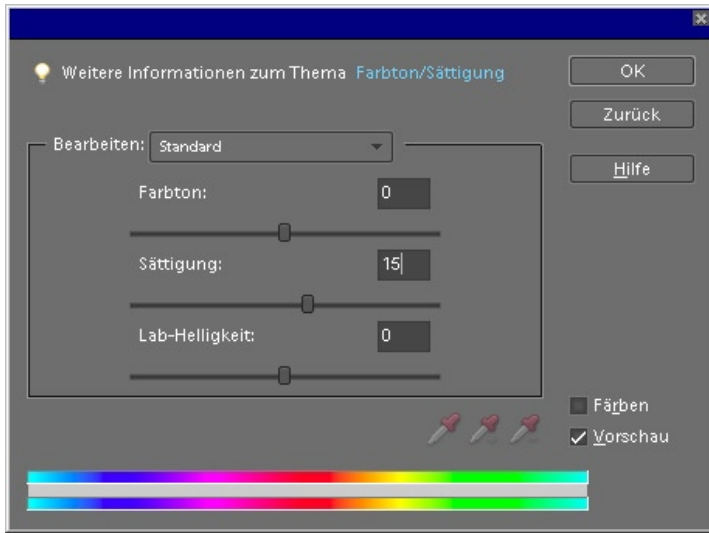 Weitere Informationen zum Thema Farbton/Sättigung
OK
Zurück
Hilfe
Bearbeiten: Standard
Farbton: 0
Sättigung: 15
Lab-Helligkeit: 0
Färben
Vorschau